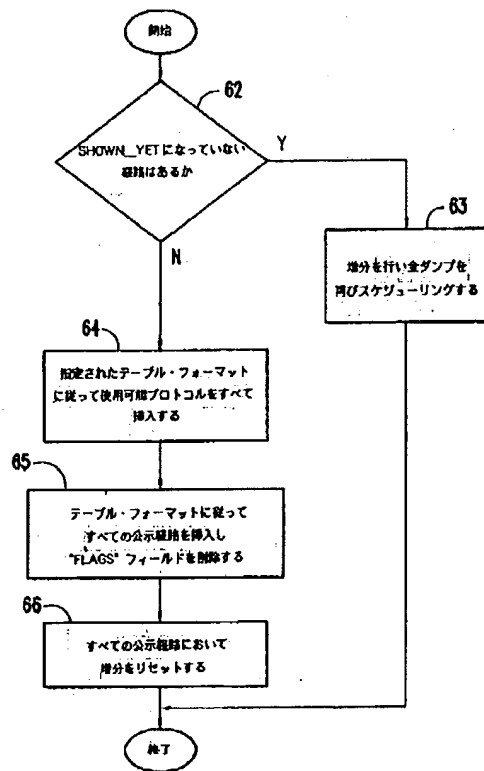 開始
62
SHOWN_YETになっていない
経路はあるか
Y
N
63
増分を行い全ダンプを
再びスケジューリングする
64
指定されたテーブル・フォーマット
に従って使用可能プロトコルをすべて
挿入する
65
テーブル・フォーマットに従って
すべての公示経路を挿入し
"FLAGS" フィールドを削除する
66
すべての公示経路において
増分をリセットする
終了